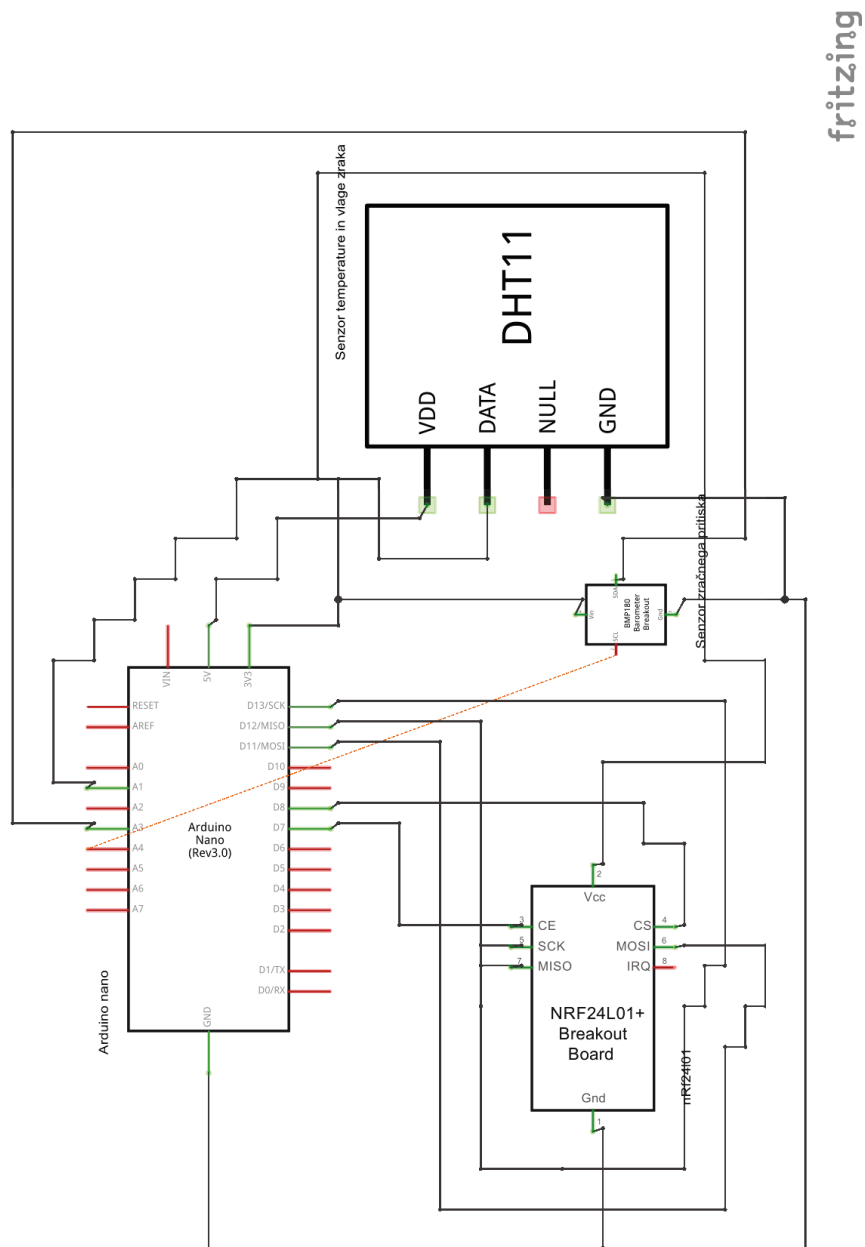 fritzing
Senzor temperature in vlage zraka
DHT11
VDD
DATA
NULL
GND
Senzor zračnega pritiska
BMP180
Barometer
Breakout
Vin
SDA
SCL
Gnd
VIN
5V
3V3
RESET
AREF
A0
A1
A2
A3
A4
A5
A6
A7
D13/SCK
D12/MISO
D11/MOSI
D10
D9
D8
D7
D6
D5
D4
D3
D2
D1/TX
D0/RX
GND
Arduino
Nano
(Rev3.0)
Arduino nano
2
Vcc
3
CE
5
SCK
7
MISO
CS
4
MOSI
6
IRQ
8
NRF24L01+
Breakout
Board
Gnd
1
nRf24l01